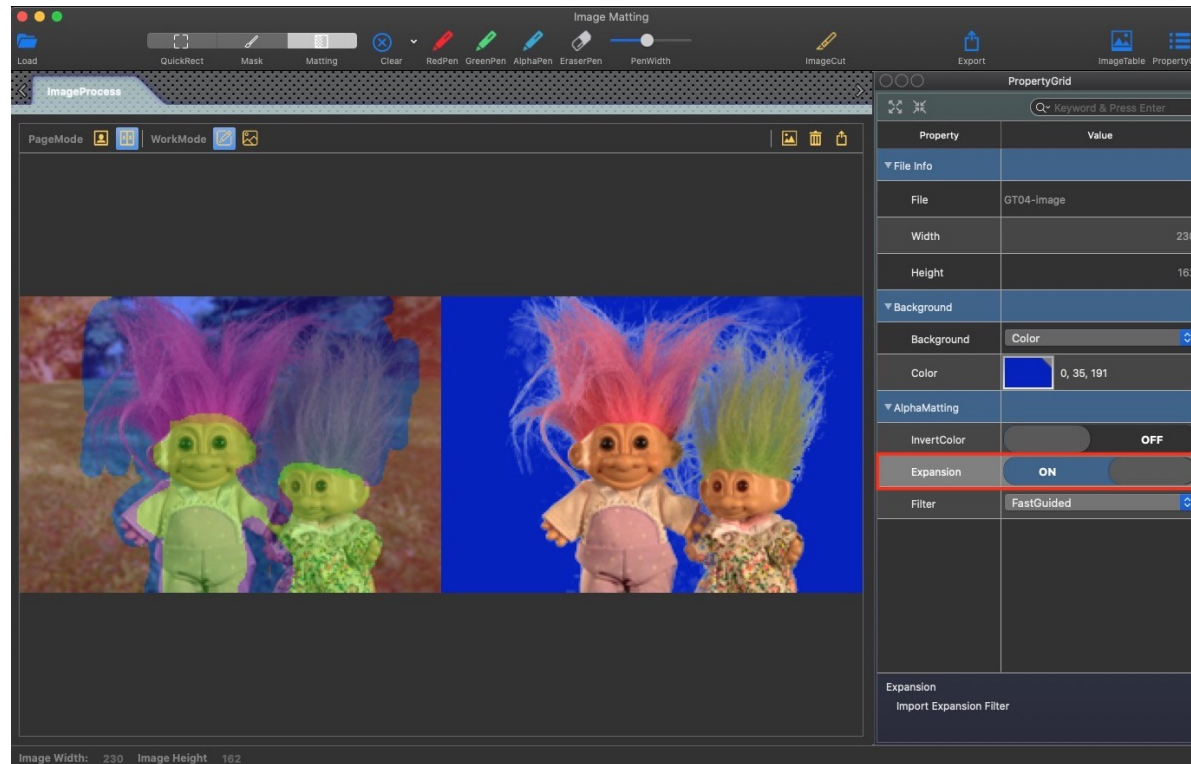 Image Matting
Load QuickRect Mask Matting Clear RedPen GreenPen AlphaPen EraserPen PenWidth ImageCut Export ImageTable
ImageProcess
PropertyGrid
Keyword & Press Enter
PageMode WorkMode
Property Value
File Info
File GT04-image
Width
Height
Background
Background Color
Color 0, 35, 191
AlphaMatting
InvertColor OFF
Expansion ON
Filter FastGuided
Expansion
Import Expansion Filter
Image Width: 230 Image Height 162